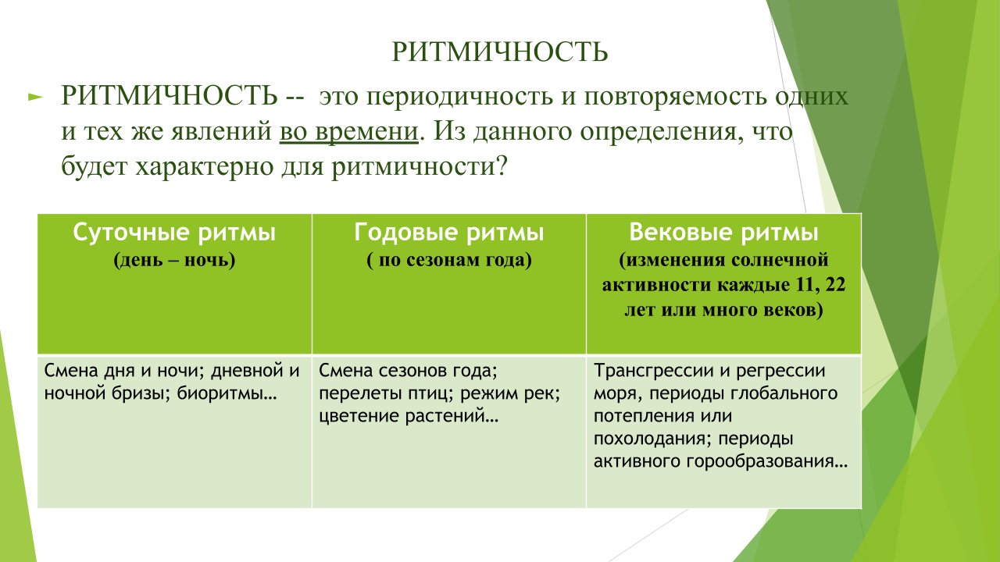 РИТМИЧНОСТЬ
► РИТМИЧНОСТЬ --  это периодичность и повторяемость одних
и тех же явлений во времени. Из данного определения, что
будет характерно для ритмичности?
Суточные ритмы
(день – ночь)
Годовые ритмы
( по сезонам года)
Вековые ритмы
(изменения солнечной
активности каждые 11, 22
лет или много веков)
Смена дня и ночи; дневной и
ночной бризы; биоритмы…
Смена сезонов года;
перелеты птиц; режим рек;
цветение растений…
Трансгрессии и регрессии
моря, периоды глобального
потепления или
похолодания; периоды
активного горообразования…